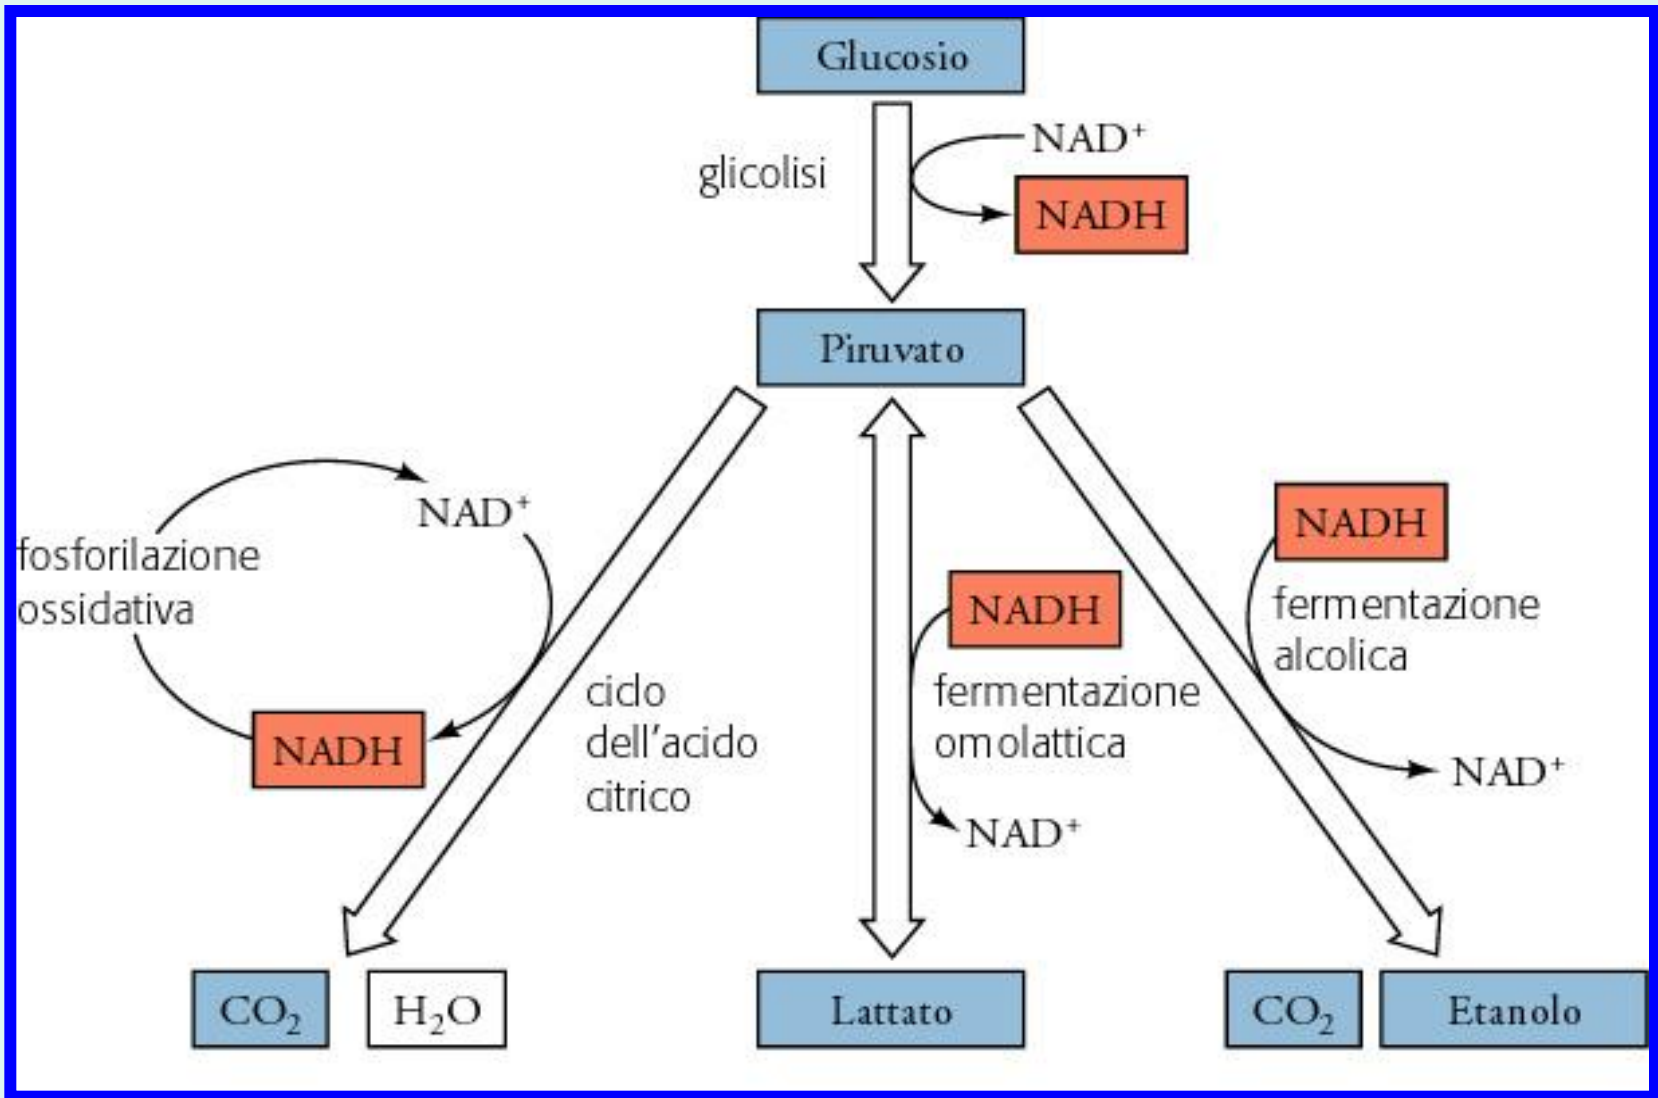 Glucosio
NAD⁺
glicolisi
NADH
Piruvato
NAD⁺
fosforilazione
ossidativa
NADH
ciclo
dell'acido
citrico
NADH
fermentazione
omolattica
NAD⁺
NADH
fermentazione
alcolica
NAD⁺
CO₂
H₂O
Lattato
CO₂
Etanolo